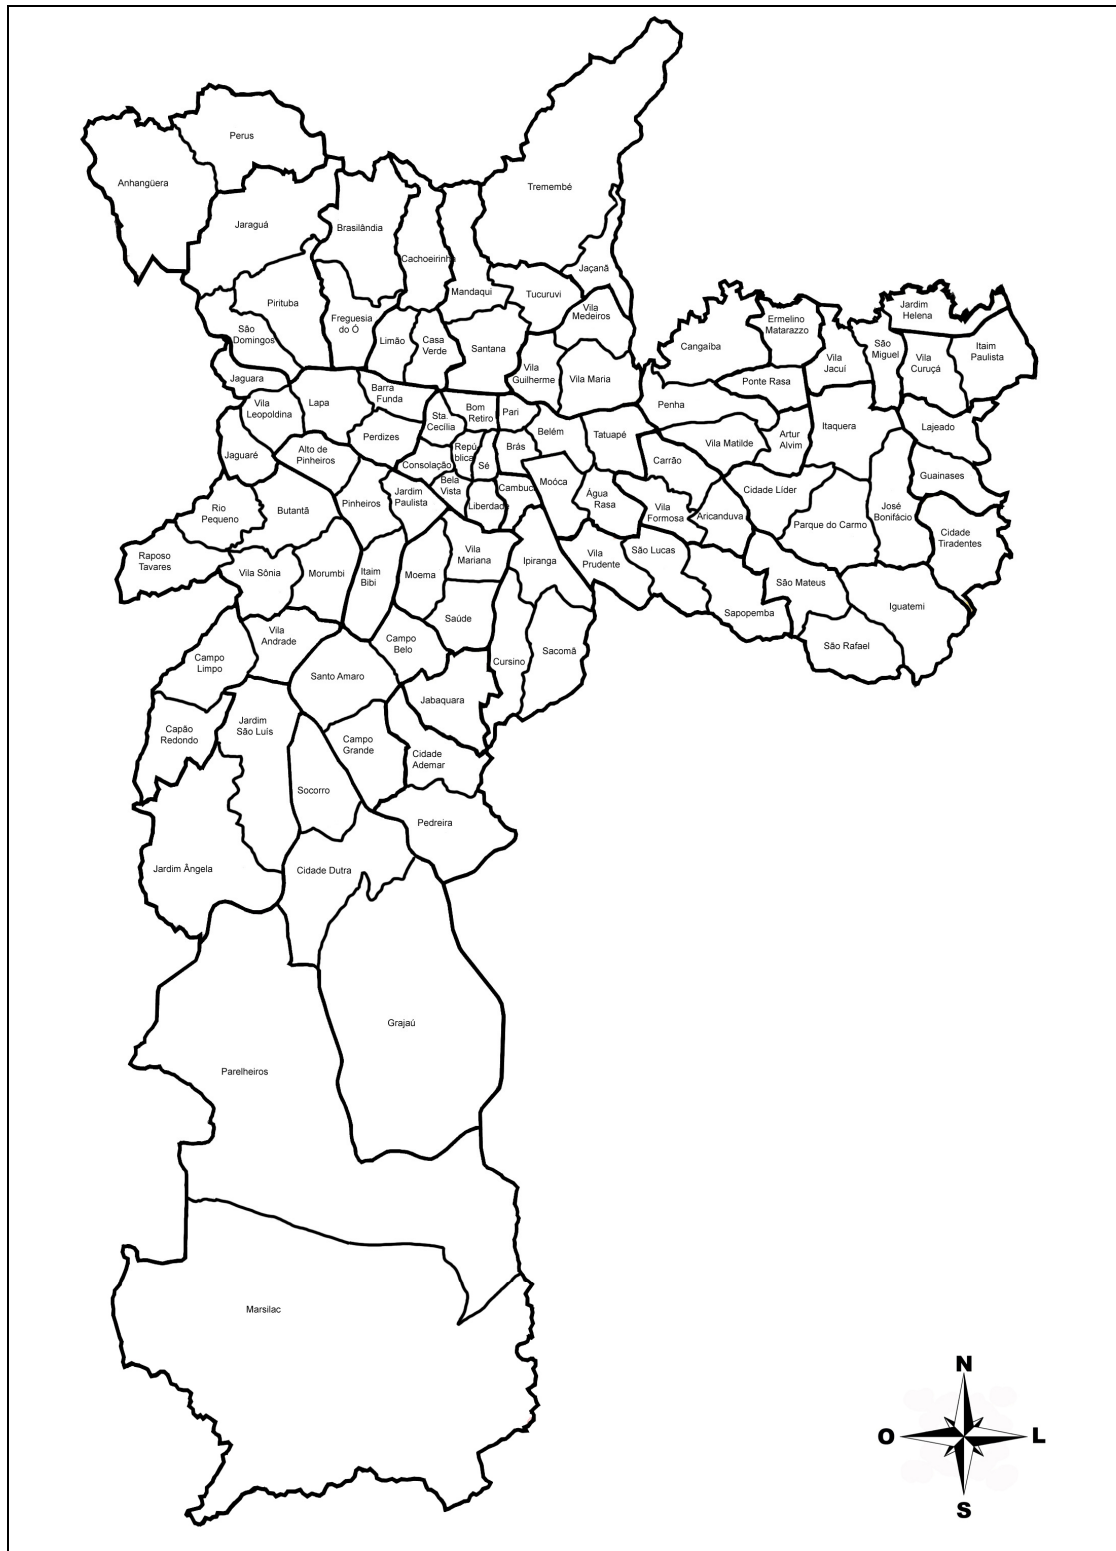 Perus
Anhangüera
Tremembé
Jaraguá
Brasilândia
Cachoeirinh
Jaçanã
Mandaqui
Tucuruvi
Pirituba
Vila
Medeiros
Freguesia
do Ó
São
Domingos
Limão
Casa
Verde
Santana
Jardim
Helena
Ermelino
Matarazzo
Cangaíba
Vila
Jacuí
São
Miguel
Vila
Curuçá
Itaim
Paulista
Jaguara
Vila
Guilherme
Vila Maria
Ponte Rasa
Vila
Leopoldina
Lapa
Barra
Funda
Penha
Sta.
Cecília
Bom
Retiro
Pari
Perdizes
Belém
Tatuapé
Vila Matilde
Artur
Alvim
Itaquera
Lajeado
Jaguaré
Alto de
Pinheiros
Consolação
Repú
blica
Sé
Brás
Carrão
Moóca
Bela
Vista
Cambuc
Liberdade
Água
Rasa
Vila
Formosa
Aricanduva
Cidade Líder
Guainases
Parque do Carmo
José
Bonifácio
Cidade
Tiradentes
Rio
Pequeno
Butantã
Pinheiros
Jardim
Paulista
Raposo
Tavares
Vila Sônia
Morumbi
Itaim
Bibi
Moema
Vila
Mariana
Ipiranga
Vila
Prudente
São Lucas
São Mateus
Sapopemba
Iguatemi
São Rafael
Saúde
Vila
Andrade
Campo
Belo
Campo
Limpo
Cursino
Sacomã
Santo Amaro
Jabaquara
Capão
Redondo
Jardim
São Luís
Campo
Grande
Cidade
Ademar
Socorro
Pedreira
Jardim Ângela
Cidade Dutra
Grajaú
Parelheiros
Marsilac
N
O
L
S